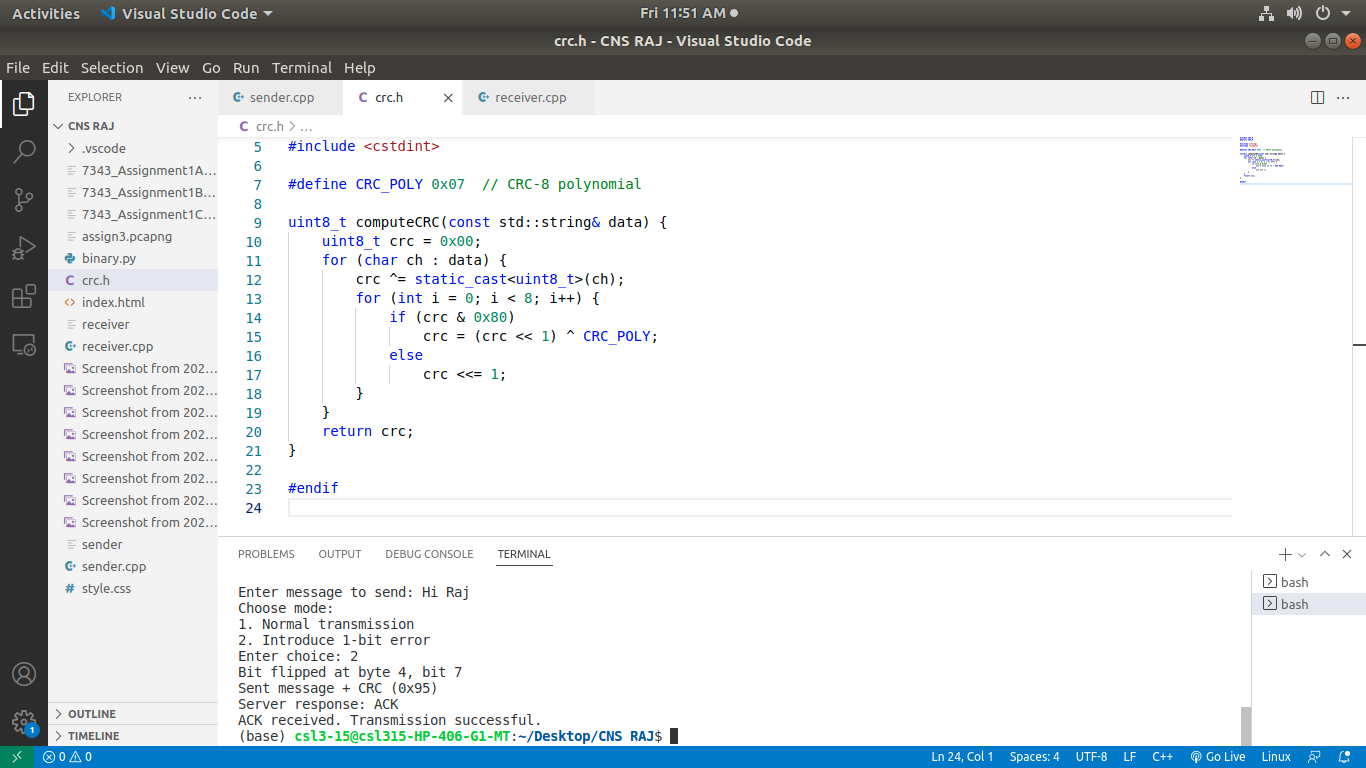 Activities Visual Studio Code Fri 11:51 AM
crc.h - CNS RAJ - Visual Studio Code
File Edit Selection View Go Run Terminal Help
EXPLORER
CNS RAJ
.vscode
7343_Assignment1A...
7343_Assignment1B...
7343_Assignment1C...
assign3.pcapng
binary.py
crc.h
index.html
receiver
receiver.cpp
Screenshot from 202...
Screenshot from 202...
Screenshot from 202...
Screenshot from 202...
Screenshot from 202...
Screenshot from 202...
Screenshot from 202...
Screenshot from 202...
sender
sender.cpp
style.css
OUTLINE
TIMELINE
1
sender.cpp crc.h receiver.cpp
crc.h > ...
5 #include <cstdint>
6
7 #define CRC_POLY 0x07  // CRC-8 polynomial
8
9 uint8_t computeCRC(const std::string& data) {
10     uint8_t crc = 0x00;
11     for (char ch : data) {
12         crc ^= static_cast<uint8_t>(ch);
13         for (int i = 0; i < 8; i++) {
14             if (crc & 0x80)
15                 crc = (crc << 1) ^ CRC_POLY;
16             else
17                 crc <<= 1;
18         }
19     }
20     return crc;
21 }
22
23 #endif
24
PROBLEMS OUTPUT DEBUG CONSOLE TERMINAL
Enter message to send: Hi Raj
Choose mode:
1. Normal transmission
2. Introduce 1-bit error
Enter choice: 2
Bit flipped at byte 4, bit 7
Sent message + CRC (0x95)
Server response: ACK
ACK received. Transmission successful.
(base) csl3-15@csl315-HP-406-G1-MT:~/Desktop/CNS RAJ$
bash
bash
0 0 Ln 24, Col 1 Spaces: 4 UTF-8 LF C++ Go Live Linux